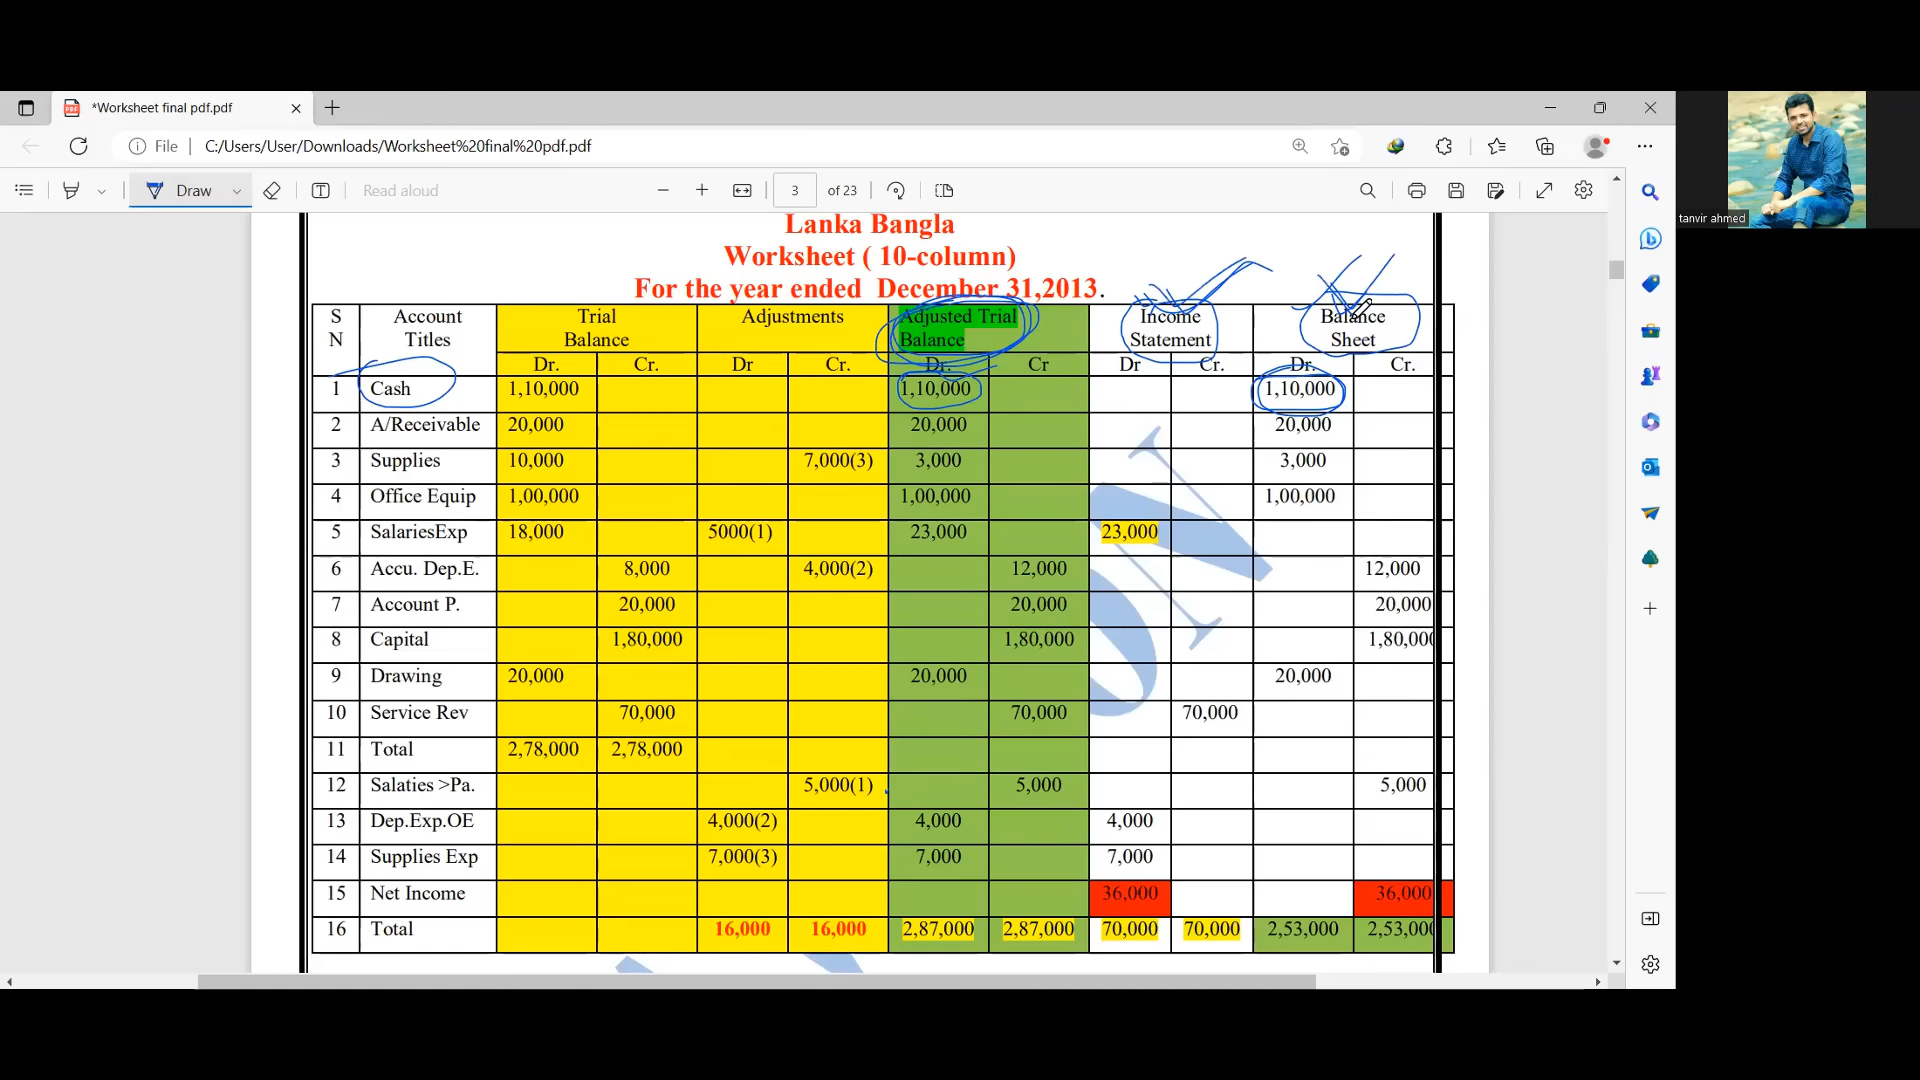 *Worksheet final pdf.pdf
File C:/Users/User/Downloads/Worksheet%20final%20pdf.pdf
Draw Read aloud 3 of 23
tanvir ahmed
Lanka Bangla
Worksheet ( 10-column)
For the year ended December 31,2013.
S N Account Titles Trial Balance Adjustments Adjusted Trial Balance Income Statement Balance Sheet
Dr. Cr. Dr Cr. Dr. Cr Dr Cr. Dr. Cr.
1 Cash 1,10,000 1,10,000 1,10,000
2 A/Receivable 20,000 20,000 20,000
3 Supplies 10,000 7,000(3) 3,000 3,000
4 Office Equip 1,00,000 1,00,000 1,00,000
5 SalariesExp 18,000 5000(1) 23,000 23,000
6 Accu. Dep.E. 8,000 4,000(2) 12,000 12,000
7 Account P. 20,000 20,000 20,000
8 Capital 1,80,000 1,80,000 1,80,000
9 Drawing 20,000 20,000 20,000
10 Service Rev 70,000 70,000 70,000
11 Total 2,78,000 2,78,000
12 Salaties >Pa. 5,000(1) 5,000 5,000
13 Dep.Exp.OE 4,000(2) 4,000 4,000
14 Supplies Exp 7,000(3) 7,000 7,000
15 Net Income 36,000 36,000
16 Total 16,000 16,000 2,87,000 2,87,000 70,000 70,000 2,53,000 2,53,000
ON